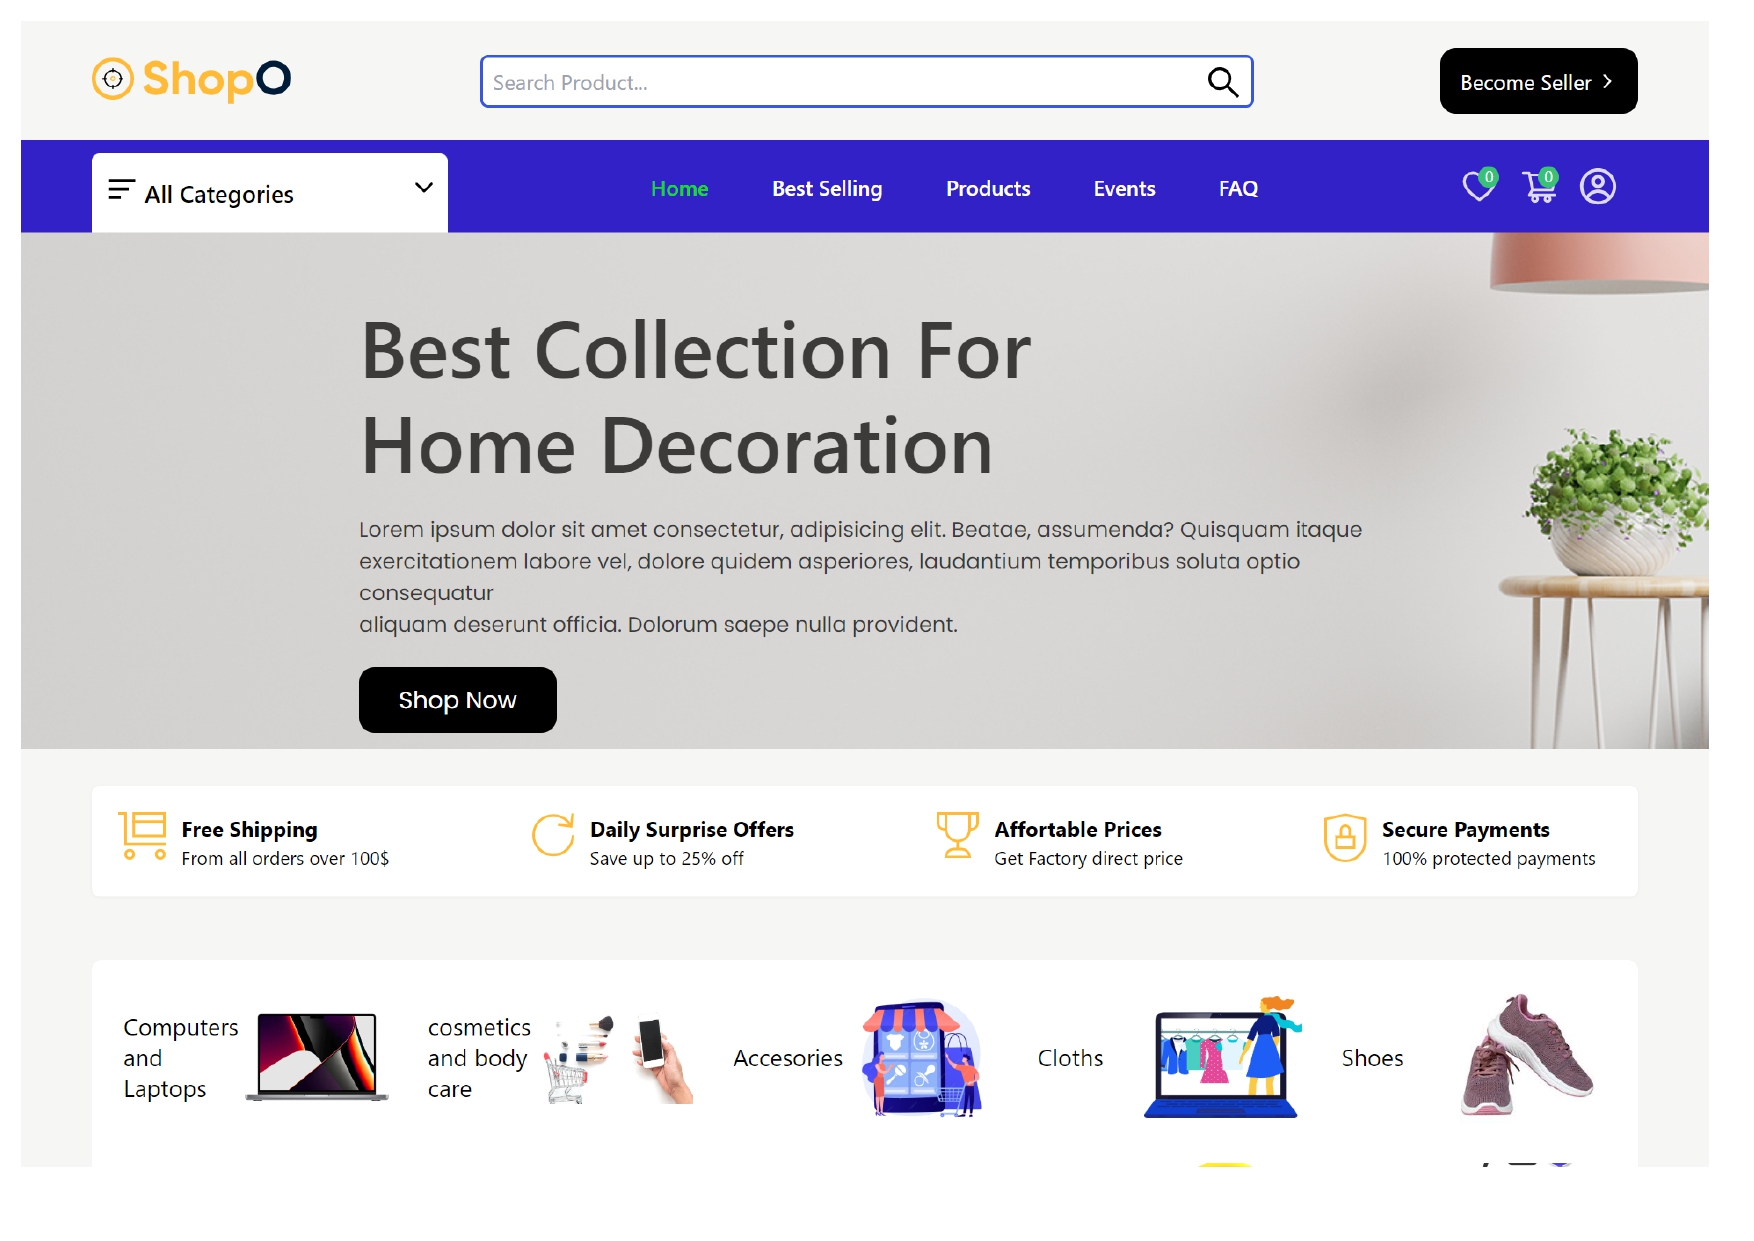 ShopO
Search Product...
Become Seller
All Categories
Home
Best Selling
Products
Events
FAQ
0
0
Best Collection For
Home Decoration
Lorem ipsum dolor sit amet consectetur, adipisicing elit. Beatae, assumenda? Quisquam itaque
exercitationem labore vel, dolore quidem asperiores, laudantium temporibus soluta optio
consequatur
aliquam deserunt officia. Dolorum saepe nulla provident.
Shop Now
Free Shipping
From all orders over 100$
Daily Surprise Offers
Save up to 25% off
Affortable Prices
Get Factory direct price
Secure Payments
100% protected payments
Computers
and
Laptops
cosmetics
and body
care
Accesories
Cloths
Shoes